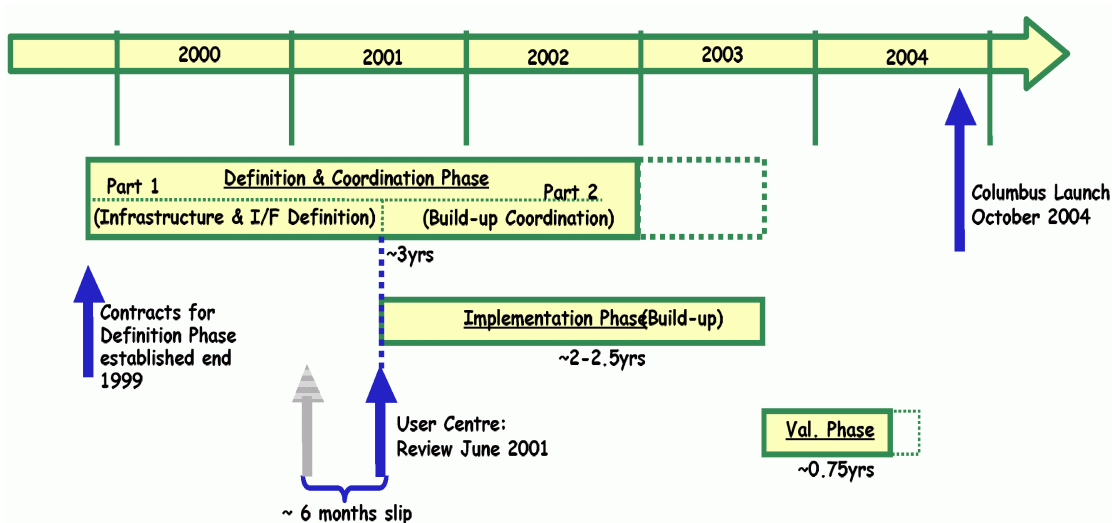 2000
2001
2002
2003
2004
Part 1
Definition & Coordination Phase
Part 2
(Infrastructure & I/F Definition)
(Build-up Coordination)
Columbus Launch
October 2004
~3yrs
Contracts for
Definition Phase
established end
1999
Implementation Phase(Build-up)
~2-2.5yrs
User Centre:
Review June 2001
Val. Phase
~0.75yrs
~ 6 months slip